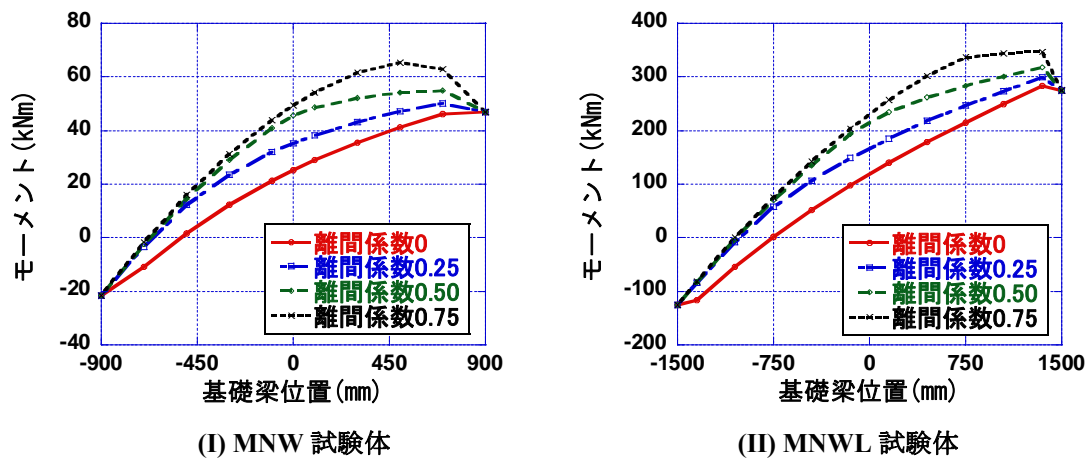 80
60
40
20
0
-20
-40
モーメント(kNm)
-900 -450 0 450 900
基礎梁位置(㎜)
離間係数0
離間係数0.25
離間係数0.50
離間係数0.75
(I) MNW 試験体
400
300
200
100
0
-100
-200
モーメント(kNm)
-1500 -750 0 750 1500
基礎梁位置(㎜)
離間係数0
離間係数0.25
離間係数0.50
離間係数0.75
(II) MNWL 試験体